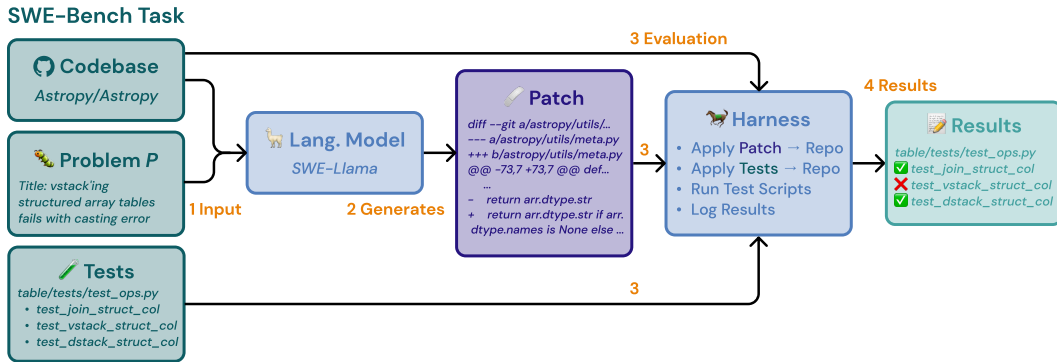 SWE-Bench Task
Codebase
Astropy/Astropy
Problem P
Title: vstack'ing
structured array tables
fails with casting error
Tests
table/tests/test_ops.py
• test_join_struct_col
• test_vstack_struct_col
• test_dstack_struct_col
1 Input
Lang. Model
SWE-Llama
2 Generates
Patch
diff --git a/astropy/utils/...
--- a/astropy/utils/meta.py
+++ b/astropy/utils/meta.py
@@ -73,7 +73,7 @@ def...
...
- return arr.dtype.str
+ return arr.dtype.str if arr.
dtype.names is None else ...
3 Evaluation
3
3
Harness
• Apply Patch → Repo
• Apply Tests → Repo
• Run Test Scripts
• Log Results
4 Results
Results
table/tests/test_ops.py
✅ test_join_struct_col
❌ test_vstack_struct_col
✅ test_dstack_struct_col